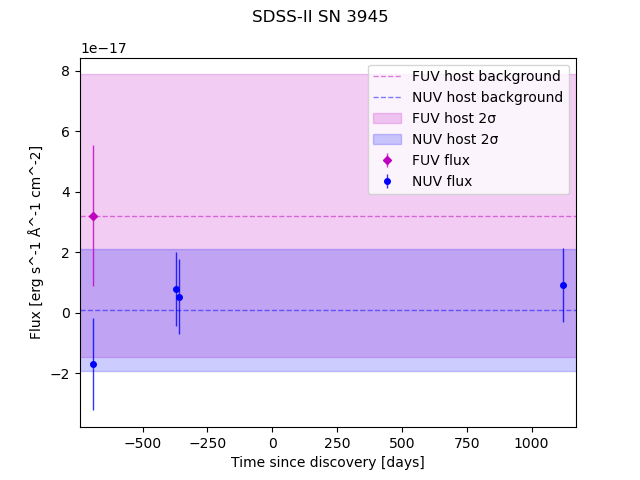 SDSS-II SN 3945
1e−17
FUV host background
NUV host background
FUV host 2σ
NUV host 2σ
FUV flux
NUV flux
8
6
4
2
0
−2
Flux [erg s^-1 Å^-1 cm^-2]
−500 −250 0 250 500 750 1000
Time since discovery [days]